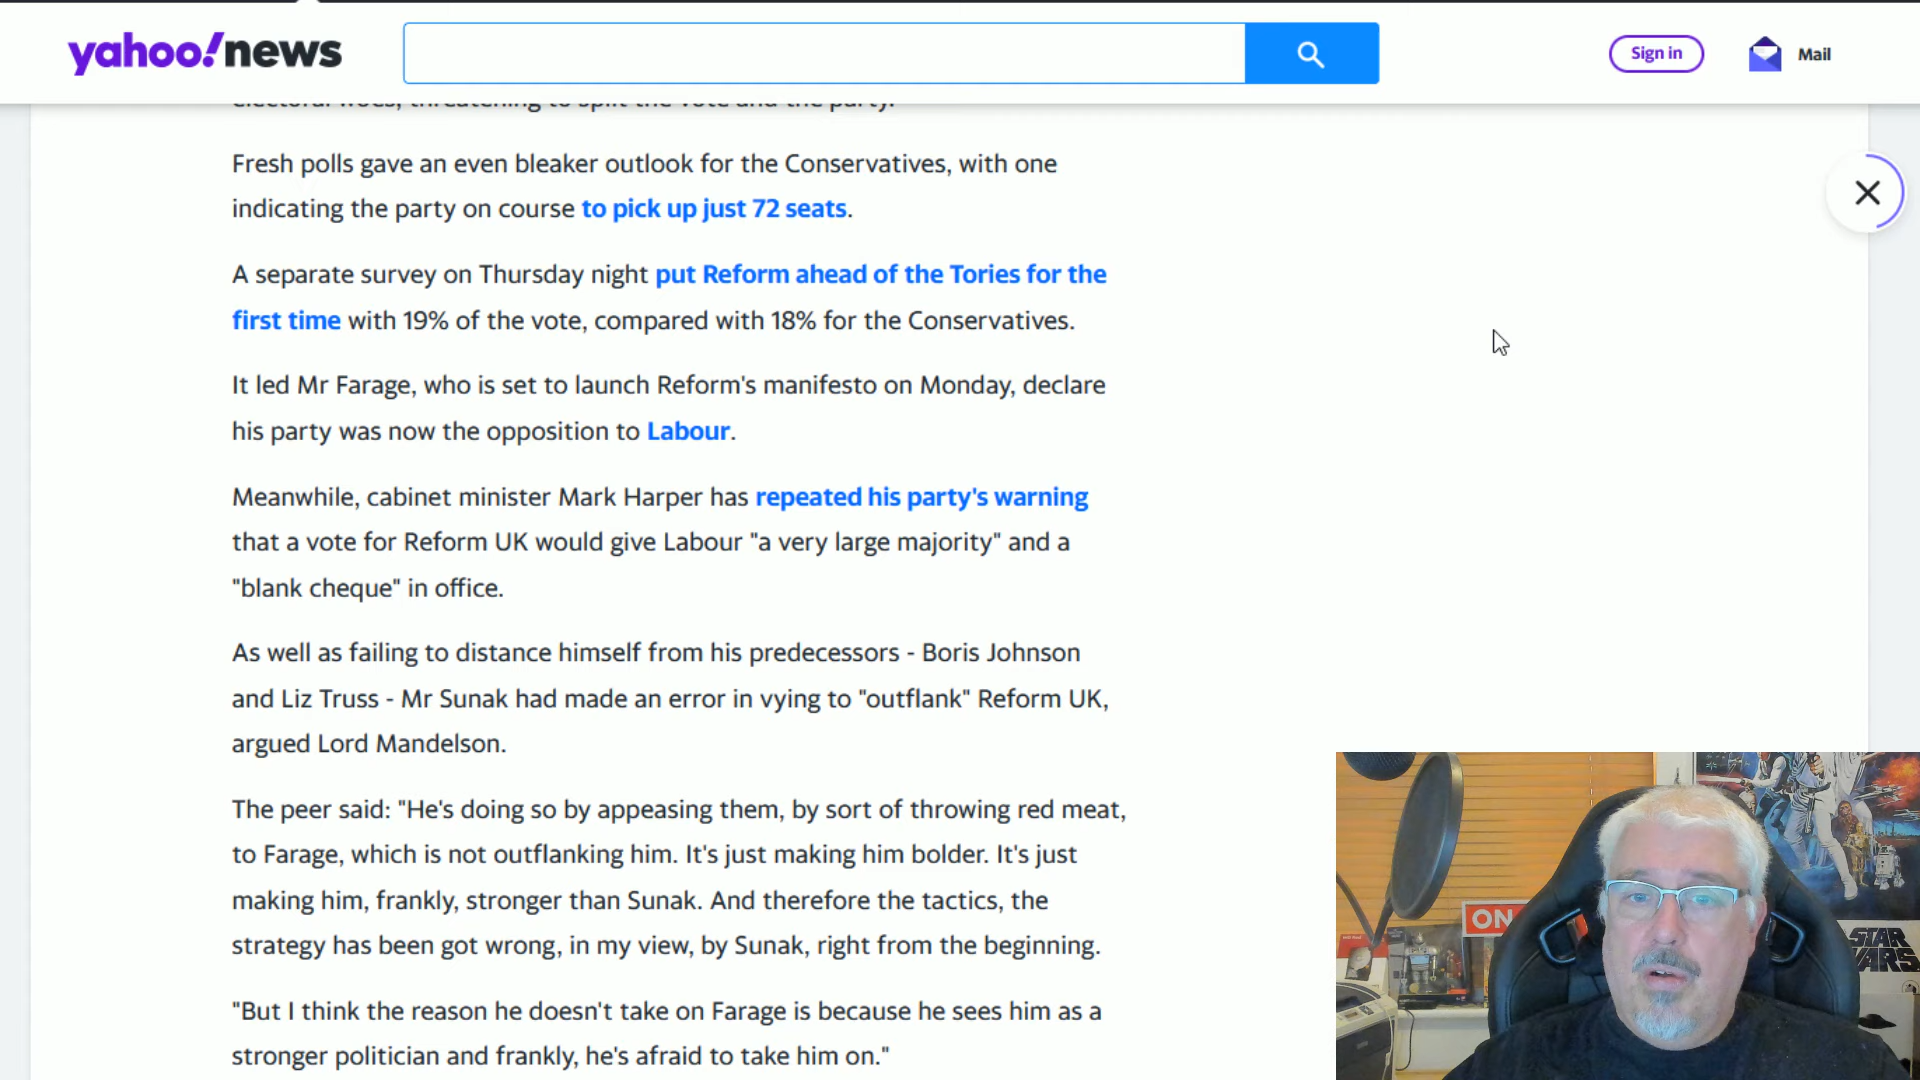 yahoo!news
Sign in
Mail
electoral woes, threatening to split the vote and the party.
Fresh polls gave an even bleaker outlook for the Conservatives, with one
indicating the party on course to pick up just 72 seats.
A separate survey on Thursday night put Reform ahead of the Tories for the
first time with 19% of the vote, compared with 18% for the Conservatives.
It led Mr Farage, who is set to launch Reform's manifesto on Monday, declare
his party was now the opposition to Labour.
Meanwhile, cabinet minister Mark Harper has repeated his party's warning
that a vote for Reform UK would give Labour "a very large majority" and a
"blank cheque" in office.
As well as failing to distance himself from his predecessors - Boris Johnson
and Liz Truss - Mr Sunak had made an error in vying to "outflank" Reform UK,
argued Lord Mandelson.
The peer said: "He's doing so by appeasing them, by sort of throwing red meat,
to Farage, which is not outflanking him. It's just making him bolder. It's just
making him, frankly, stronger than Sunak. And therefore the tactics, the
strategy has been got wrong, in my view, by Sunak, right from the beginning.
"But I think the reason he doesn't take on Farage is because he sees him as a
stronger politician and frankly, he's afraid to take him on."
ON
STAR
WARS